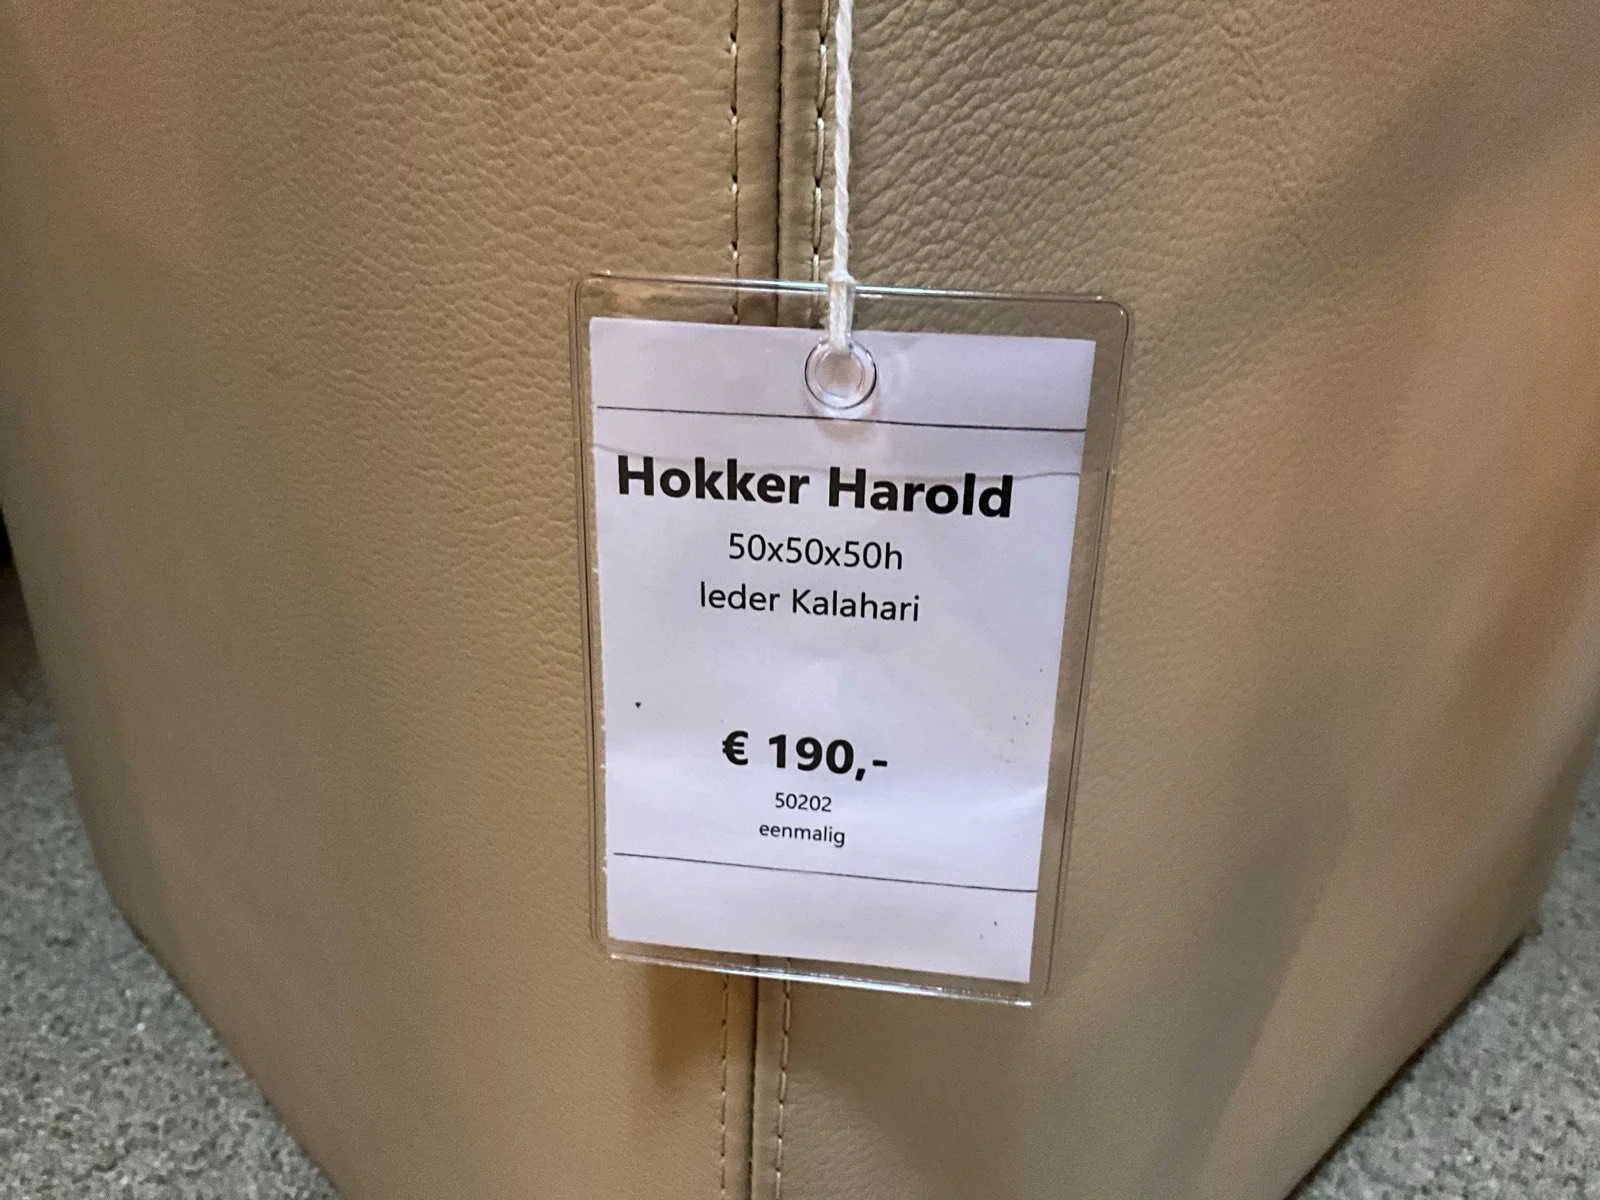 Hokker Harold
50x50x50h
leder Kalahari
€ 190,-
50202
eenmalig